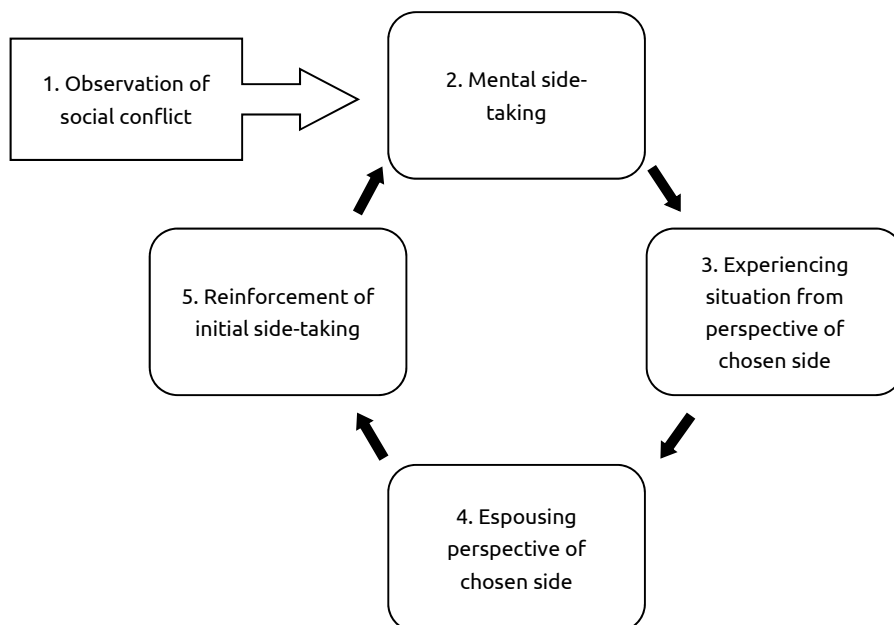 1. Observation of
social conflict
2. Mental side-
taking
3. Experiencing
situation from
perspective of
chosen side
4. Espousing
perspective of
chosen side
5. Reinforcement of
initial side-taking